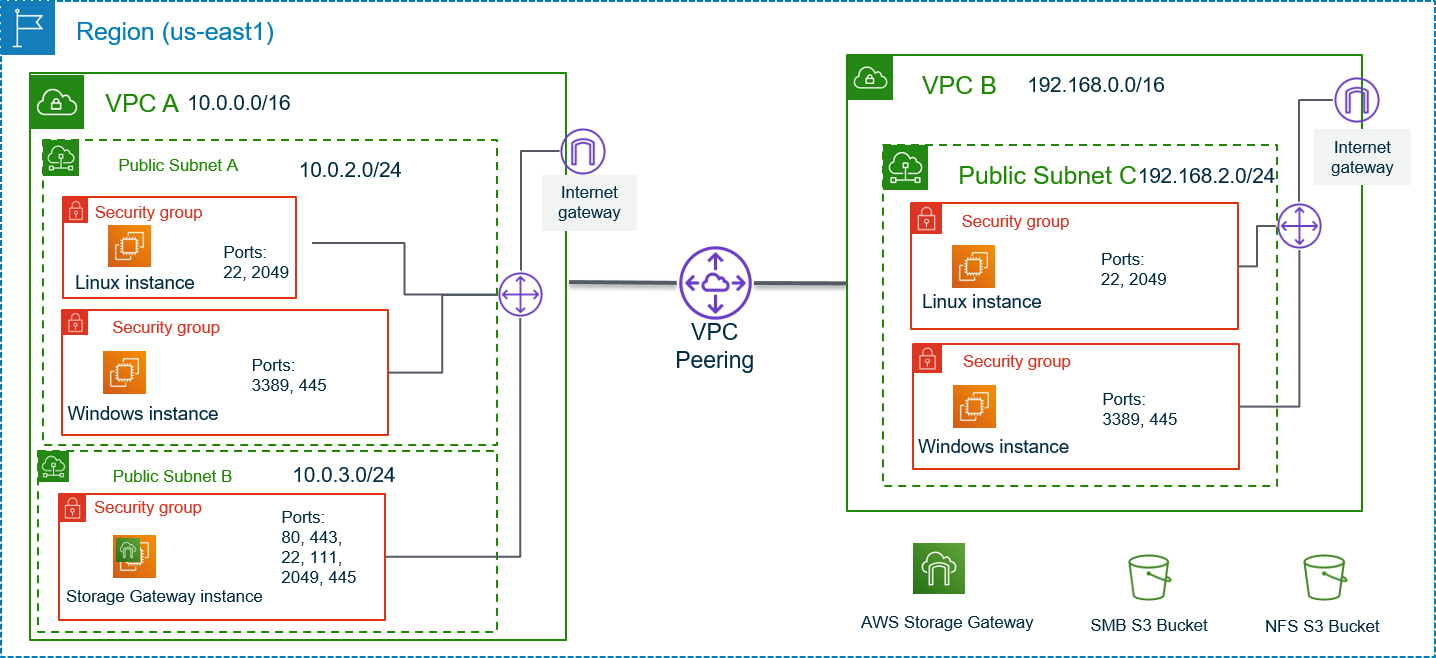 Region (us-east1)
VPC A 10.0.0.0/16
Public Subnet A
10.0.2.0/24
Security group
Ports:
22, 2049
Linux instance
Security group
Ports:
3389, 445
Windows instance
Public Subnet B
10.0.3.0/24
Security group
Ports:
80, 443,
22, 111,
2049, 445
Storage Gateway instance
Internet
gateway
VPC
Peering
VPC B
192.168.0.0/16
Internet
gateway
Public Subnet C
192.168.2.0/24
Security group
Ports:
22, 2049
Linux instance
Security group
Ports:
3389, 445
Windows instance
AWS Storage Gateway
SMB S3 Bucket
NFS S3 Bucket